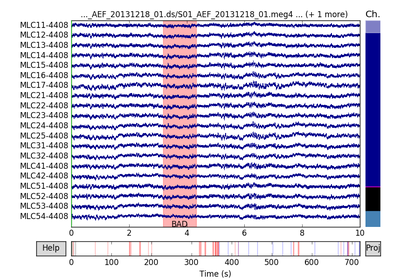 ..._AEF_20131218_01.ds/S01_AEF_20131218_01.meg4 ... (+ 1 more)
Ch.
MLC11-4408
MLC12-4408
MLC13-4408
MLC14-4408
MLC15-4408
MLC16-4408
MLC17-4408
MLC21-4408
MLC22-4408
MLC23-4408
MLC24-4408
MLC25-4408
MLC31-4408
MLC32-4408
MLC41-4408
MLC42-4408
MLC51-4408
MLC52-4408
MLC53-4408
MLC54-4408
BAD
0 2 4 6 8 10
Help
Proj
100 200 300 400 500 600 700
Time (s)